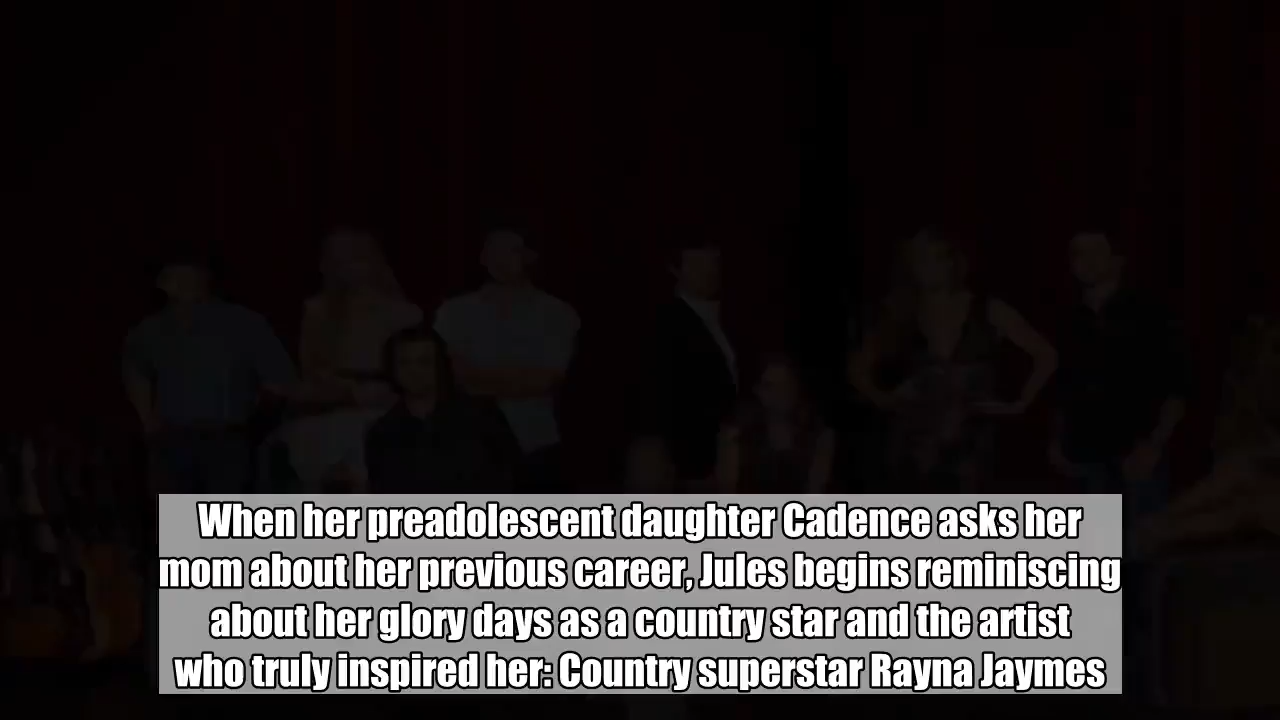 When her preadolescent daughter Cadence asks her
mom about her previous career, Jules begins reminiscing
about her glory days as a country star and the artist
who truly inspired her: Country superstar Rayna Jaymes